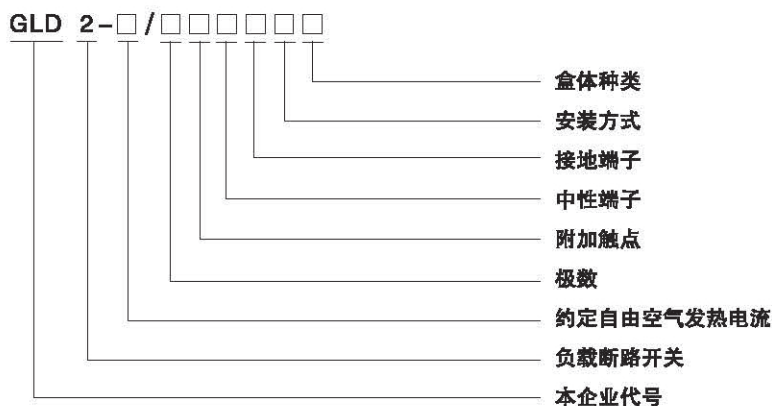 GLD 2-□/□□□□□□
盒体种类
安装方式
接地端子
中性端子
附加触点
极数
约定自由空气发热电流
负载断路开关
本企业代号